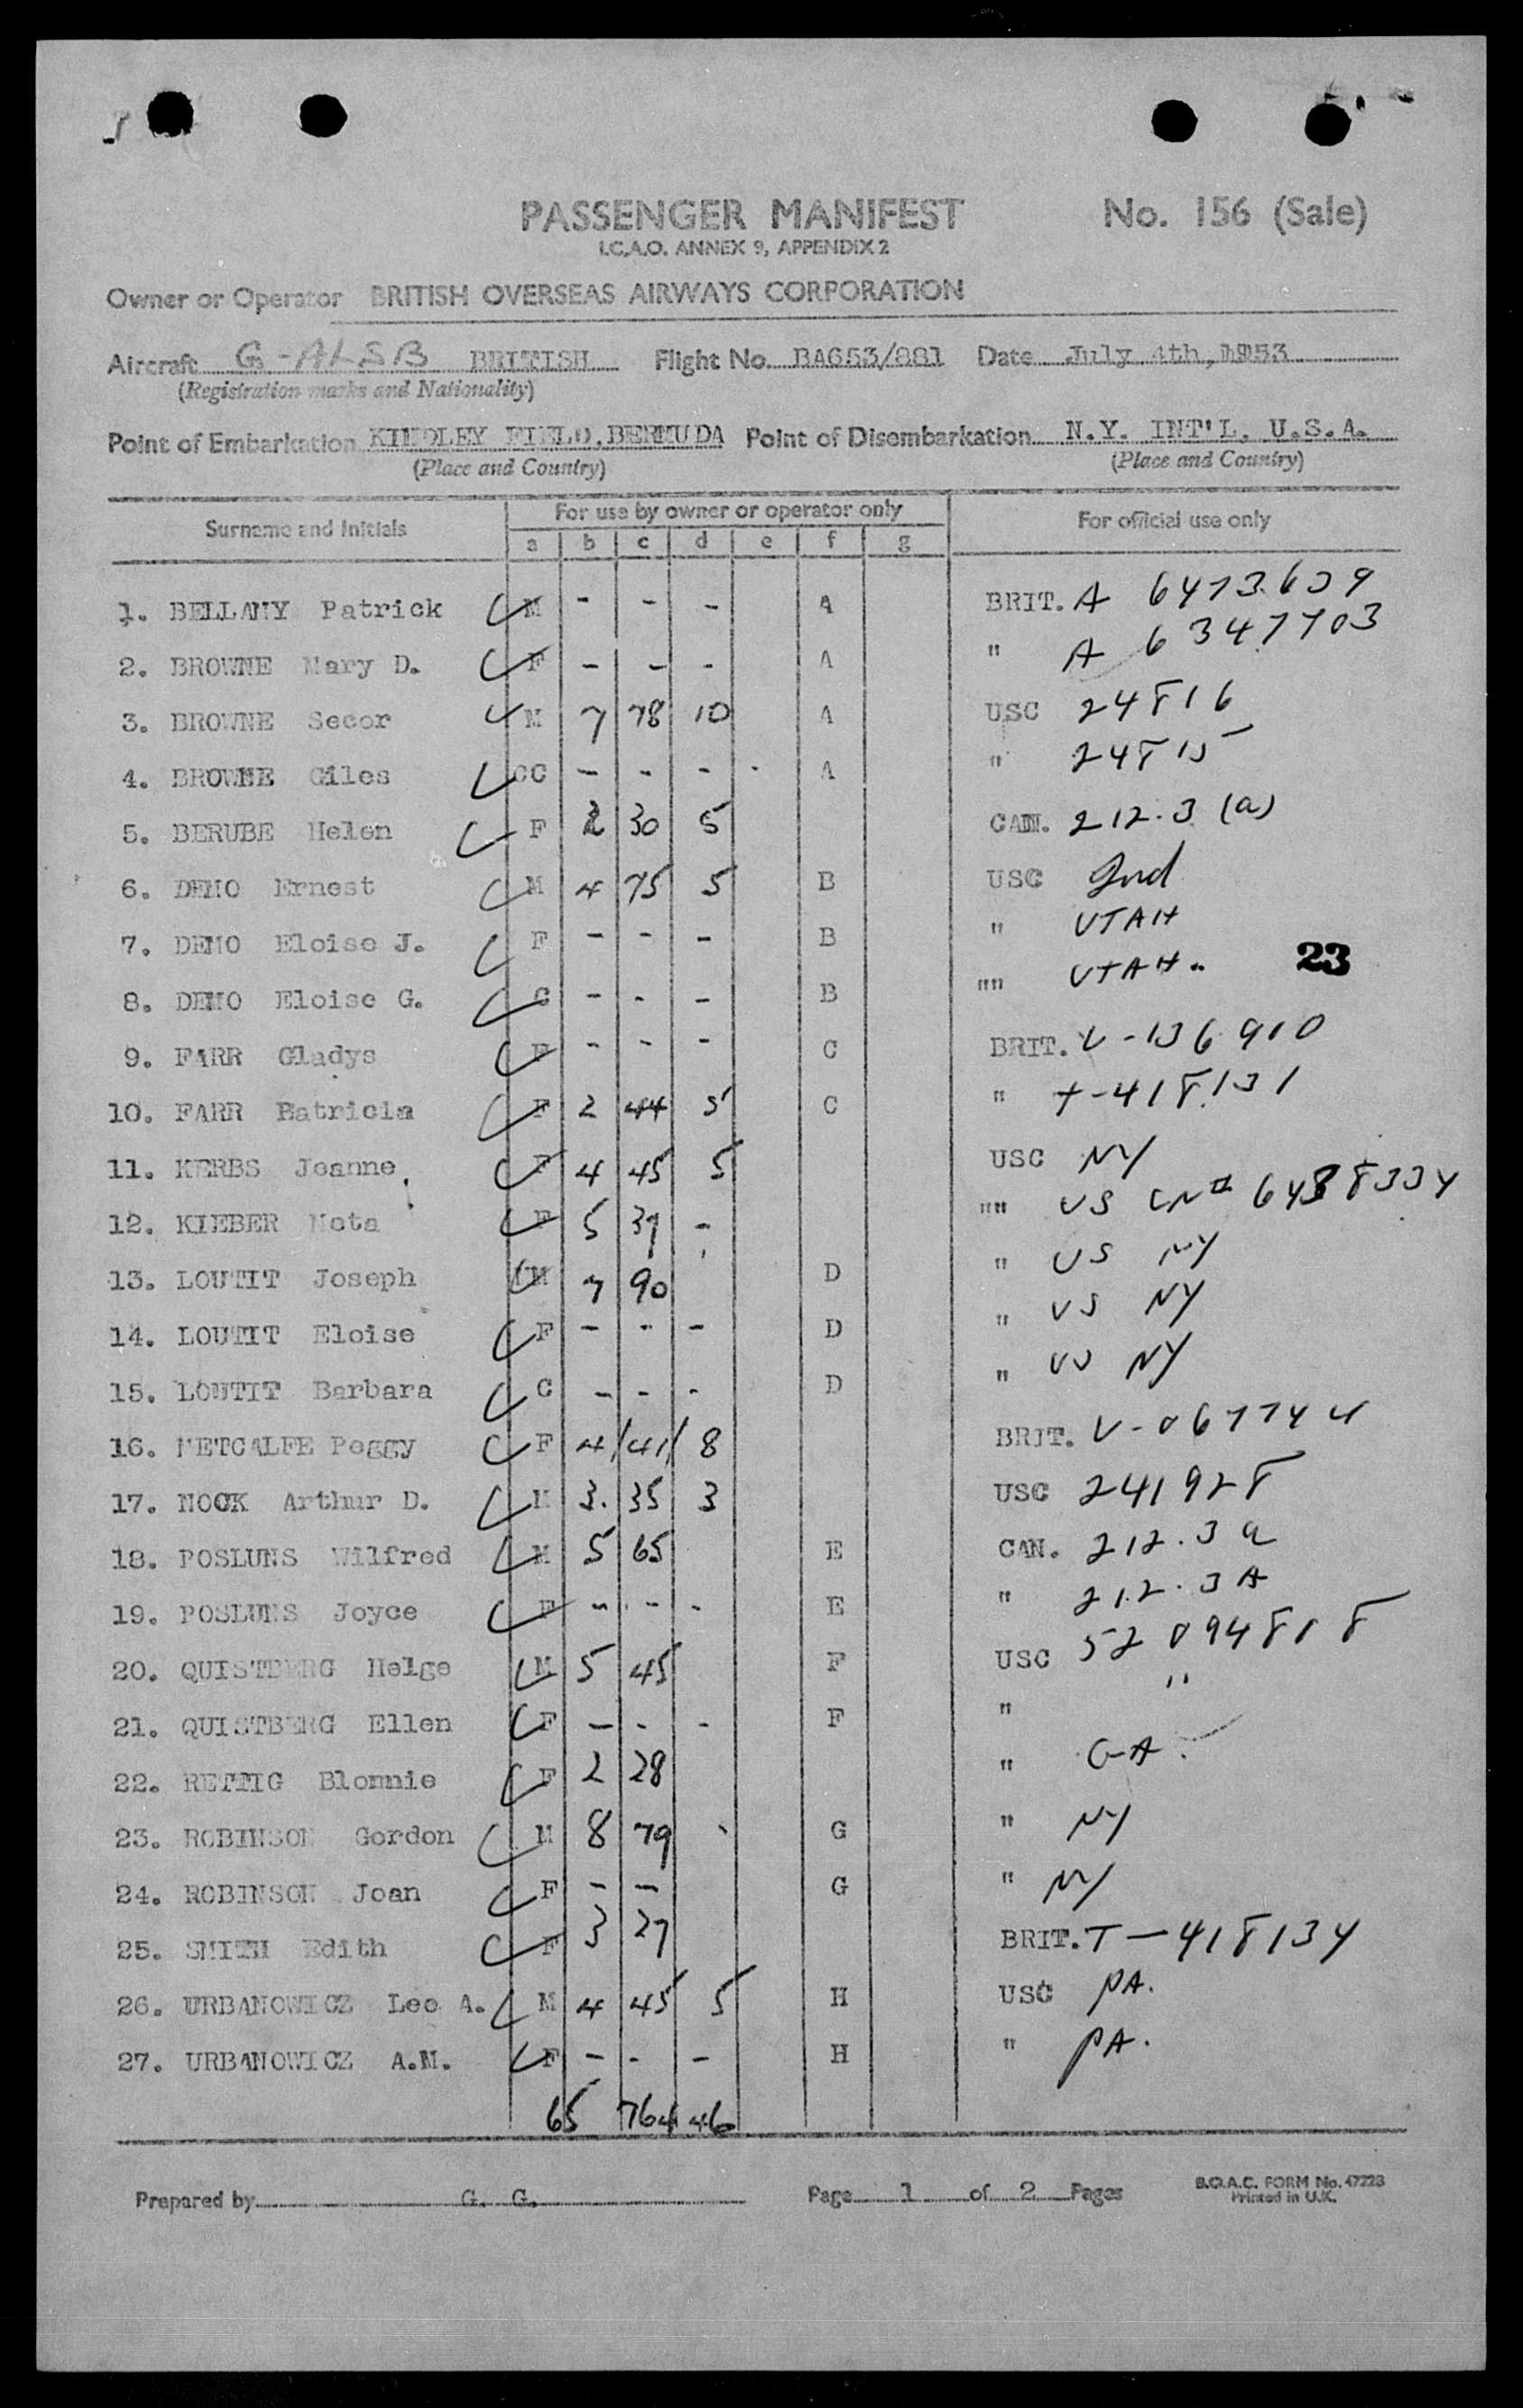 PASSENGER MANIFEST No. 156 (Sale)
I.C.A.O. ANNEX 9, APPENDIX 2
Owner or Operator BRITISH OVERSEAS AIRWAYS CORPORATION
Aircraft G-ALSB BRITISH Flight No. BA653/881 Date July 4th, 1953
(Registration marks and Nationality)
Point of Embarkation KINDLEY FIELD, BERMUDA Point of Disembarkation N.Y. INT'L. U.S.A.
(Place and Country) (Place and Country)
Surname and Initials For use by owner or operator only For official use only
a b c d e f g
1. BELLAMY Patrick M - - - A BRIT. A 6473639
2. BROWNE Mary D. F - - - A " A 6347703
3. BROWNE Secor M 7 78 10 A USC 24816
4. BROWNE Giles CC - - - A " 24815
5. BERUBE Helen F 2 30 5 CAN. 212.3 (a)
6. DEMO Ernest M 4 75 5 B USC Ind
7. DEMO Eloise J. F - - - B " UTAH
8. DEMO Eloise G. C - - - B "" UTAH. 23
9. FARR Gladys F - - - C BRIT. V-136910
10. FARR Patricia F 2 44 5 C " T-418131
11. KERBS Jeanne F 4 45 5 USC NY
12. KIEBER Meta F 5 39 - "" US CN# 6488334
13. LOUTIT Joseph M 7 90 D " US NY
14. LOUTIT Eloise F - - - D " US NY
15. LOUTIT Barbara C - - - D " US NY
16. METCALFE Peggy F 4/41/8 BRIT. V-067744
17. NOCK Arthur D. M 3. 35 3 USC 241928
18. POSLUNS Wilfred M 5 65 E CAN. 212.3 a
19. POSLUNS Joyce F - - - E " 212.3A
20. QUISTBERG Helge M 5 45 F USC 52 094818
21. QUISTBERG Ellen F - - - F " "
22. RETTIG Blonnie F 2 28 " GA.
23. ROBINSON Gordon M 8 79 G " NY
24. ROBINSON Joan F - - G " NY
25. SMITH Edith F 3 27 BRIT. T-418134
26. URBANOWICZ Leo A. M 4 45 5 H USC PA.
27. URBANOWICZ A.M. F - - - H " PA.
65 764 46
Prepared by G. G. Page 1 of 2 Pages B.O.A.C. FORM No. 47228
Printed in U.K.